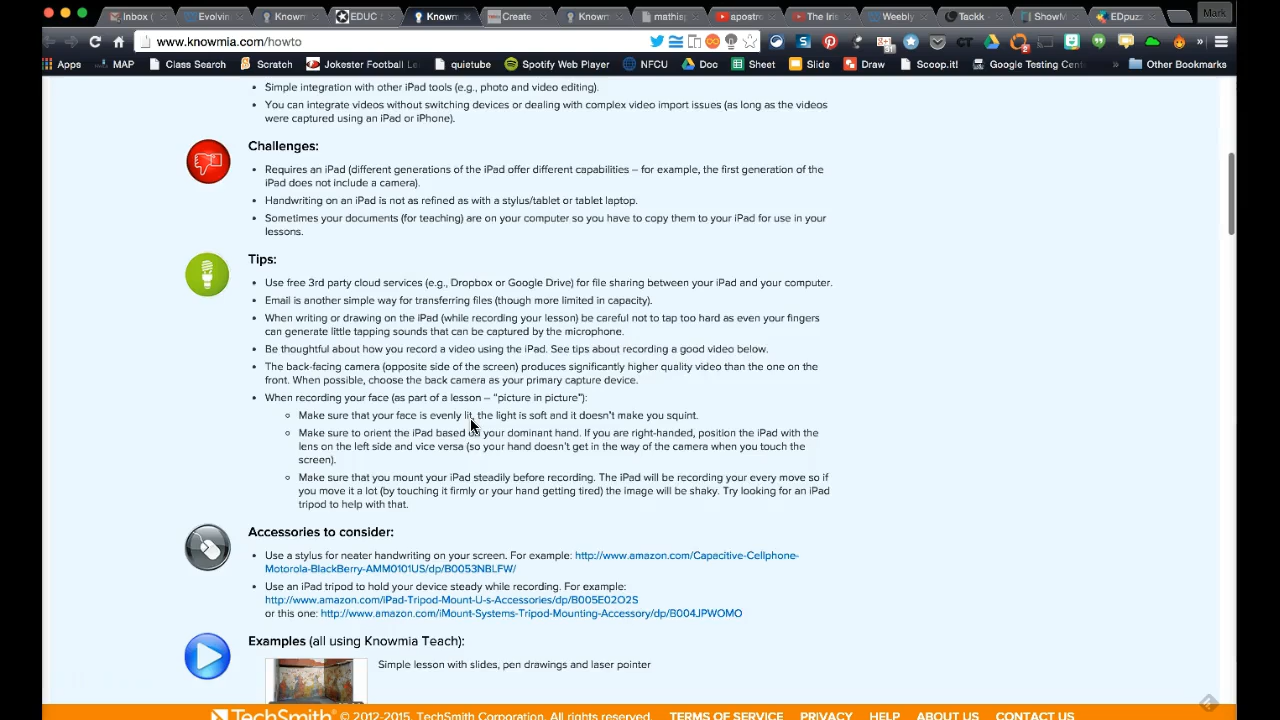 Inbox (
Evolvin
Known
EDUC
Knowm
Create
Known
mathis
apostr
The Irie
Weebly
Tackk
ShowM
EDpuz
Mark
www.knowmia.com/howto
Apps MAP Class Search Scratch Jokester Football Le quietube Spotify Web Player NFCU Doc Sheet Slide Draw Scoop.it! Google Testing Cent » Other Bookmarks
Simple integration with other iPad tools (e.g., photo and video editing).
You can integrate videos without switching devices or dealing with complex video import issues (as long as the videos
were captured using an iPad or iPhone).
Challenges:
Requires an iPad (different generations of the iPad offer different capabilities – for example, the first generation of the
iPad does not include a camera).
Handwriting on an iPad is not as refined as with a stylus/tablet or tablet laptop.
Sometimes your documents (for teaching) are on your computer so you have to copy them to your iPad for use in your
lessons.
Tips:
Use free 3rd party cloud services (e.g., Dropbox or Google Drive) for file sharing between your iPad and your computer.
Email is another simple way for transferring files (though more limited in capacity).
When writing or drawing on the iPad (while recording your lesson) be careful not to tap too hard as even your fingers
can generate little tapping sounds that can be captured by the microphone.
Be thoughtful about how you record a video using the iPad. See tips about recording a good video below.
The back-facing camera (opposite side of the screen) produces significantly higher quality video than the one on the
front. When possible, choose the back camera as your primary capture device.
When recording your face (as part of a lesson – “picture in picture”):
Make sure that your face is evenly lit, the light is soft and it doesn't make you squint.
Make sure to orient the iPad based on your dominant hand. If you are right-handed, position the iPad with the
lens on the left side and vice versa (so your hand doesn't get in the way of the camera when you touch the
screen).
Make sure that you mount your iPad steadily before recording. The iPad will be recording your every move so if
you move it a lot (by touching it firmly or your hand getting tired) the image will be shaky. Try looking for an iPad
tripod to help with that.
Accessories to consider:
Use a stylus for neater handwriting on your screen. For example: http://www.amazon.com/Capacitive-Cellphone-
Motorola-BlackBerry-AMM0101US/dp/B0053NBLFW/
Use an iPad tripod to hold your device steady while recording. For example:
http://www.amazon.com/iPad-Tripod-Mount-U-s-Accessories/dp/B005E02O2S
or this one: http://www.amazon.com/iMount-Systems-Tripod-Mounting-Accessory/dp/B004JPWOMO
Examples (all using Knowmia Teach):
Simple lesson with slides, pen drawings and laser pointer
TechSmith © 2012-2015, TechSmith Corporation, All rights reserved. TERMS OF SERVICE PRIVACY HELP ABOUT US CONTACT US